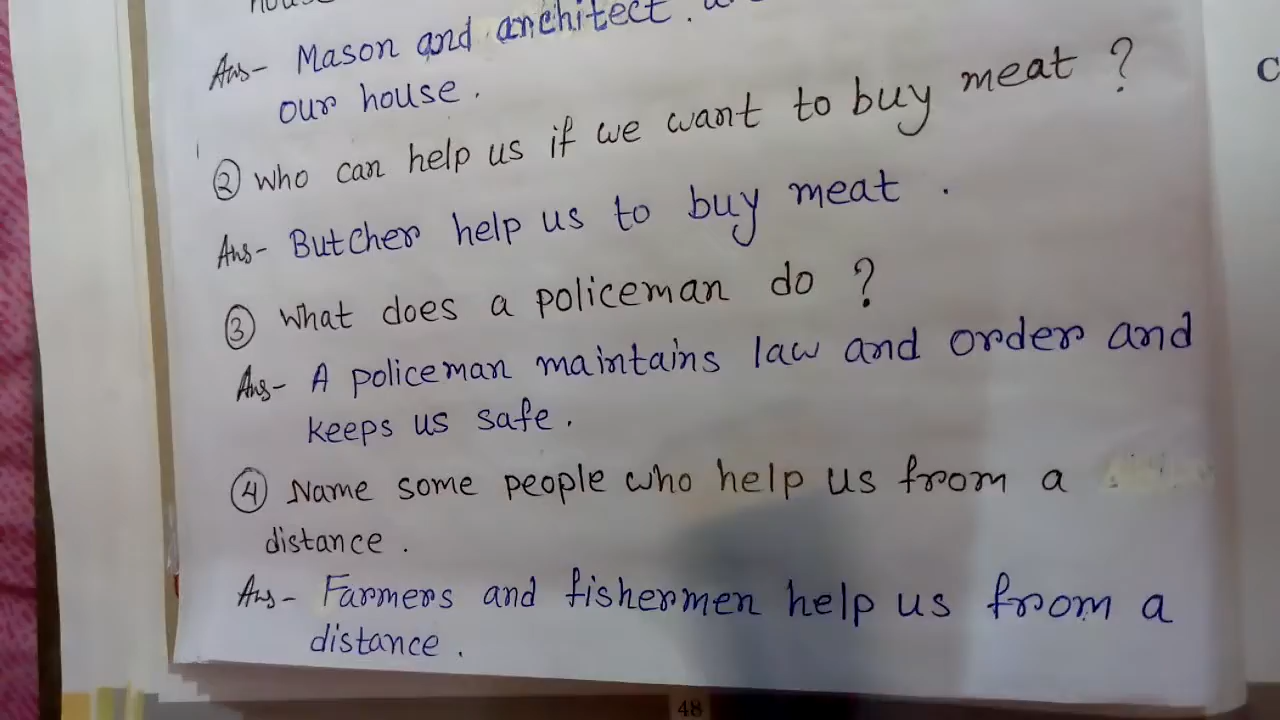 house
Ans- Mason and anchitect.
our house.
② Who can help us if we want to buy meat ?
Ans- Butcher help us to buy meat .
③ What does a policeman do ?
Ans- A policeman maintains law and order and
keeps us safe.
④ Name some people who help us from a
distance .
Ans- Farmers and fishermen help us from a
distance .
48
C